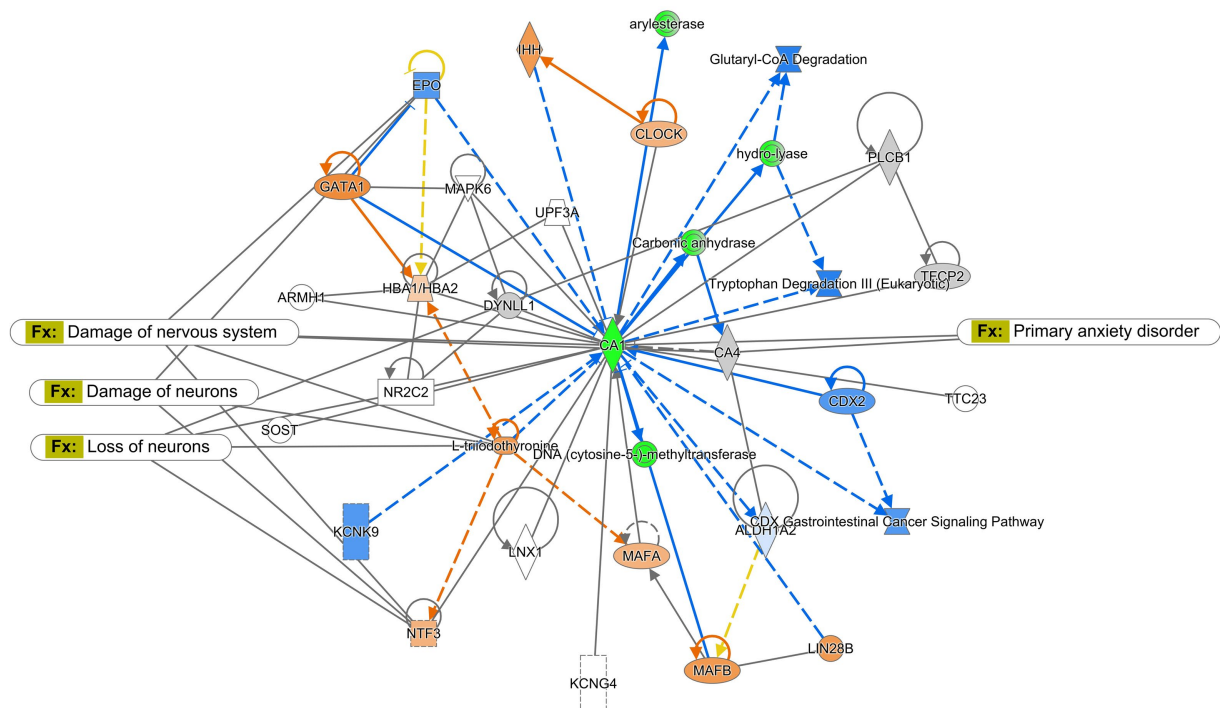 arylesterase
IHH
Glutaryl-CoA Degradation
EPO
CLOCK
hydro-lyase
PLCB1
GATA1
MAPK6
UPF3A
Carbonic anhydrase
TFCP2
Tryptophan Degradation III (Eukaryotic)
HBA1/HBA2
ARMH1
DYNLL1
Fx: Damage of nervous system
Fx: Primary anxiety disorder
CA1
CA4
Fx: Damage of neurons
NR2C2
CDX2
TTC23
SOST
Fx: Loss of neurons
L-triiodothyronine
DNA (cytosine-5-)-methyltransferase
KCNK9
CDX Gastrointestinal Cancer Signaling Pathway
ALDH1A2
LNX1
MAFA
NTF3
LIN28B
MAFB
KCNG4